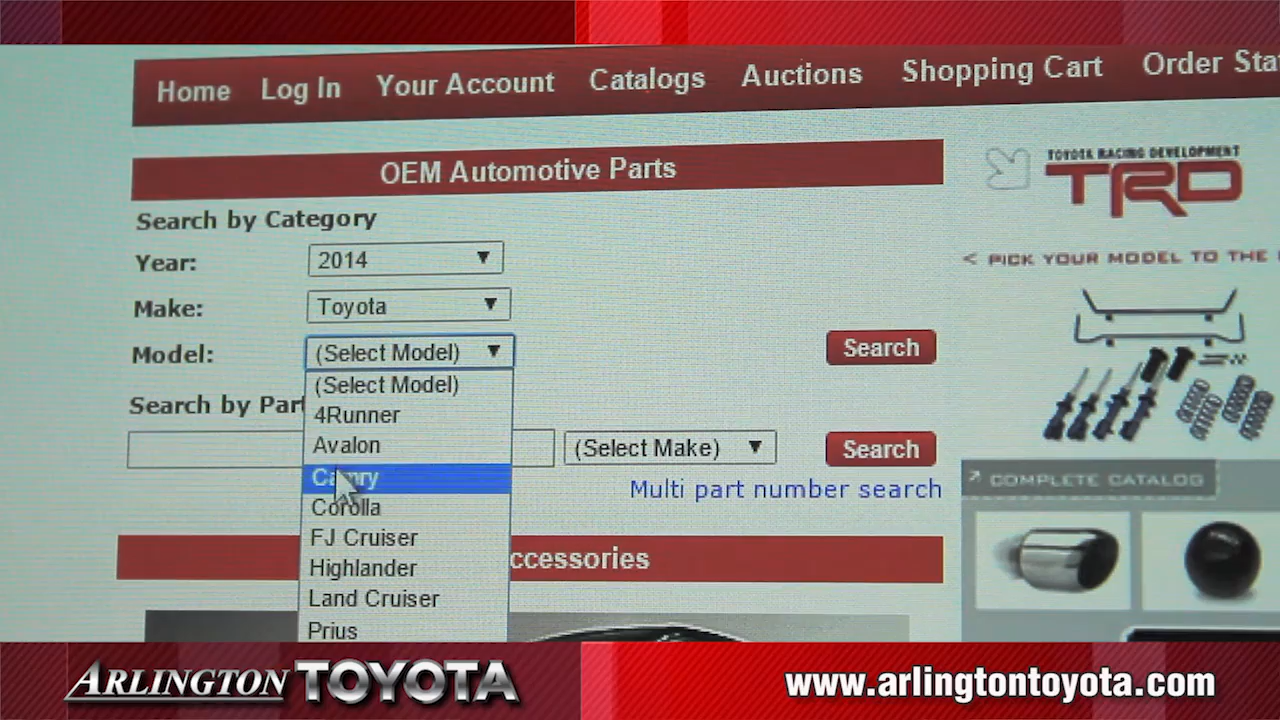 Home Log In Your Account Catalogs Auctions Shopping Cart Order Sta
OEM Automotive Parts
TOYOTA RACING DEVELOPMENT
TRD
Search by Category
Year: 2014
< PICK YOUR MODEL TO THE
Make: Toyota
Model: (Select Model) Search
(Select Model)
4Runner
Avalon
Camry
Corolla
FJ Cruiser
Highlander
Land Cruiser
Prius
Search by Part
(Select Make) Search
Multi part number search
COMPLETE CATALOG
ccessories
ARLINGTON TOYOTA
www.arlingtontoyota.com